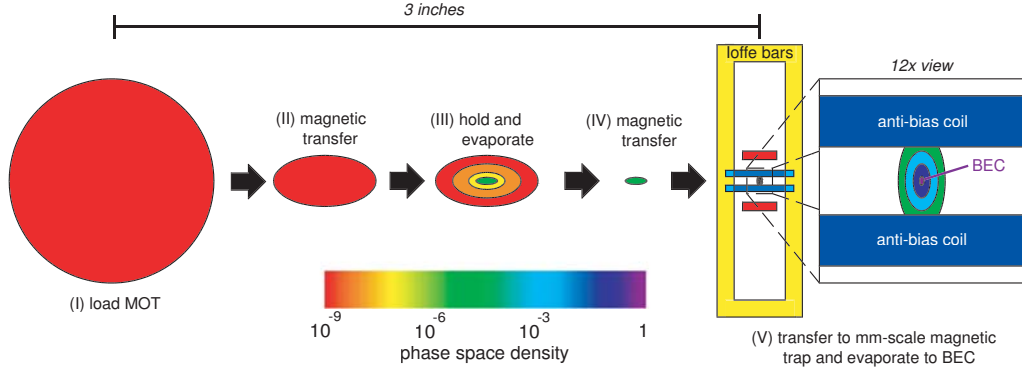 3 inches
Ioffe bars
12x view
(II) magnetic
transfer
(III) hold and
evaporate
(IV) magnetic
transfer
anti-bias coil
BEC
anti-bias coil
(I) load MOT
10^-9 10^-6 10^-3 1
phase space density
(V) transfer to mm-scale magnetic
trap and evaporate to BEC